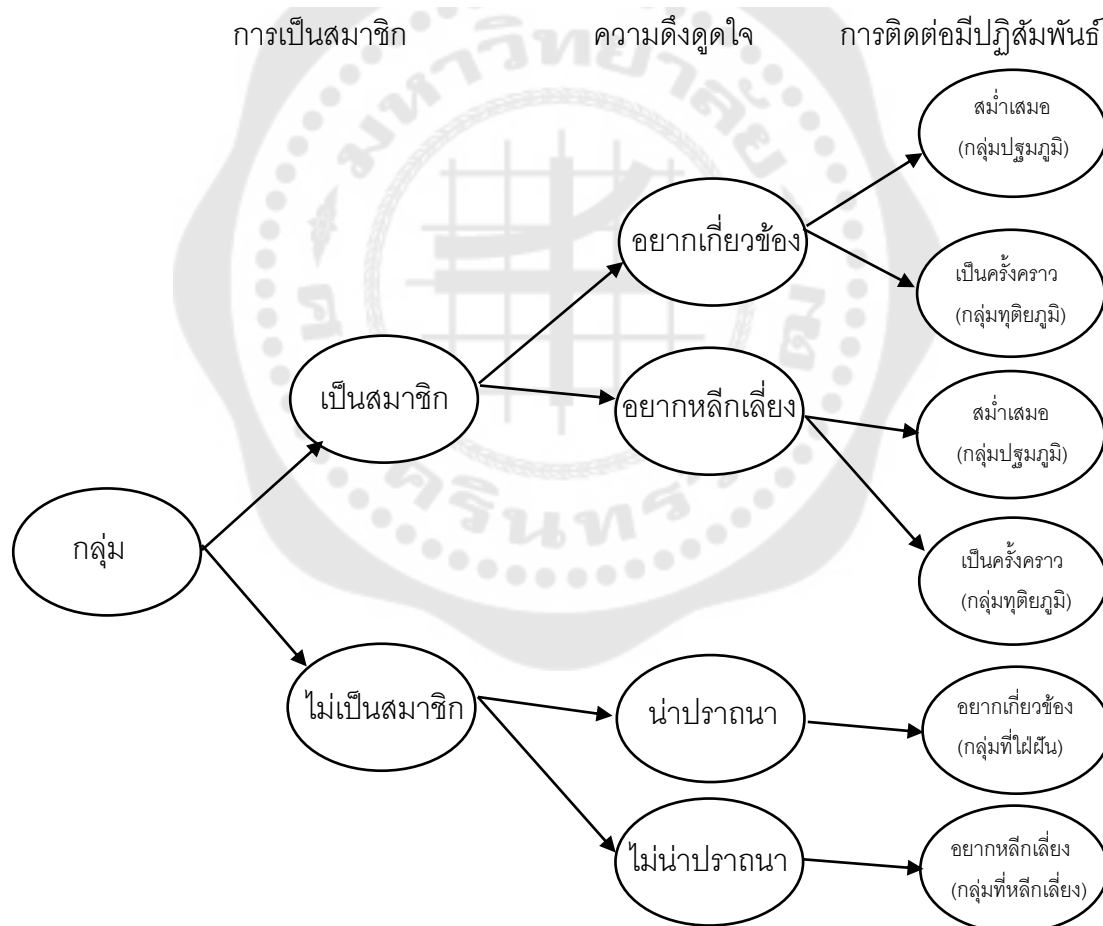 การเป็นสมาชิก ความดึงดูดใจ การติดต่อมีปฏิสัมพันธ์
สม่ำเสมอ
(กลุ่มปฐมภูมิ)
อยากเกี่ยวข้อง
เป็นครั้งคราว
(กลุ่มทุติยภูมิ)
เป็นสมาชิก
อยากหลีกเลี่ยง
สม่ำเสมอ
(กลุ่มปฐมภูมิ)
กลุ่ม
เป็นครั้งคราว
(กลุ่มทุติยภูมิ)
ไม่เป็นสมาชิก
น่าปราถนา
อยากเกี่ยวข้อง
(กลุ่มที่ใฝ่ฝัน)
ไม่น่าปราถนา
อยากหลีกเลี่ยง
(กลุ่มที่หลีกเลี่ยง)
มหาวิทยาลัย